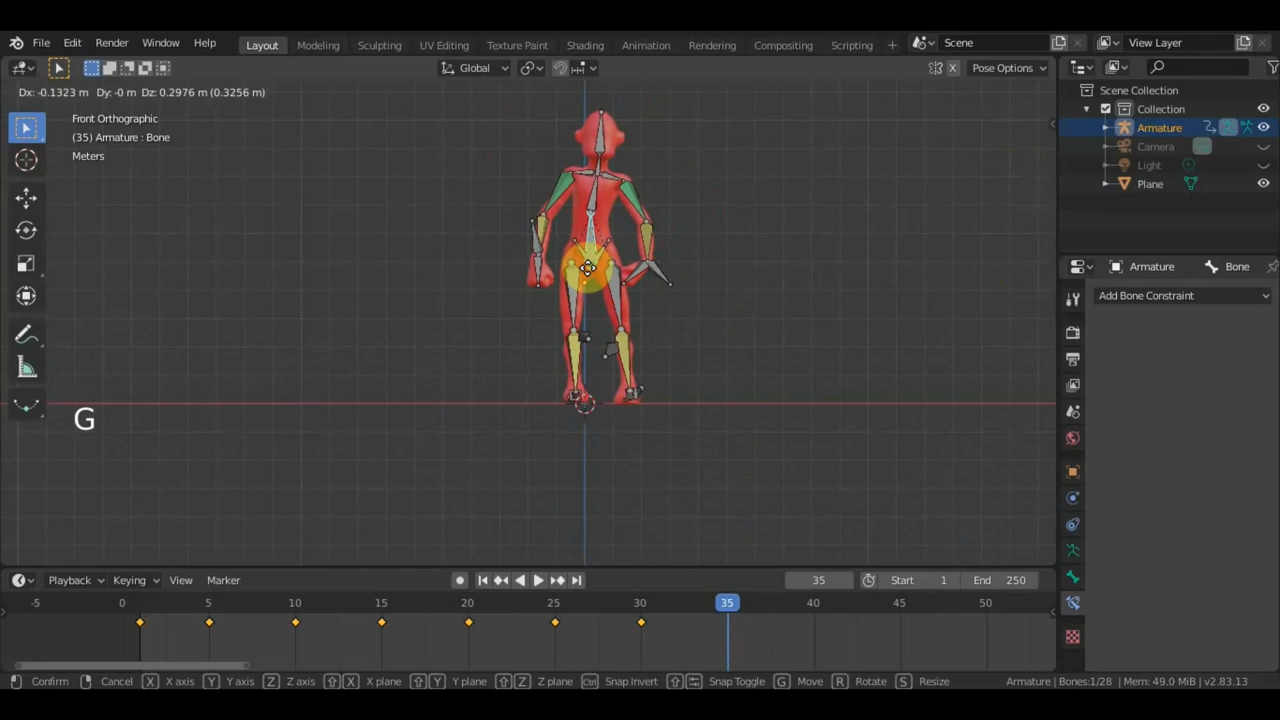 File Edit Render Window Help Layout Modeling Sculpting UV Editing Texture Paint Shading Animation Rendering Compositing Scripting + Scene View Layer
Global X Pose Options
Dx: -0.1323 m Dy: -0 m Dz: 0.2976 m (0.3256 m)
Scene Collection
Front Orthographic
Collection
(35) Armature : Bone
Armature
Meters
Camera
Light
Plane
Armature Bone
Add Bone Constraint
G
Playback Keying View Marker 35 Start 1 End 250
-5 0 5 10 15 20 25 30 35 40 45 50
Confirm Cancel X X axis Y Y axis Z Z axis X X plane Y Y plane Z Z plane Ctrl Snap Invert Snap Toggle G Move R Rotate S Resize Armature | Bones:1/28 | Mem: 49.0 MiB | v2.83.13